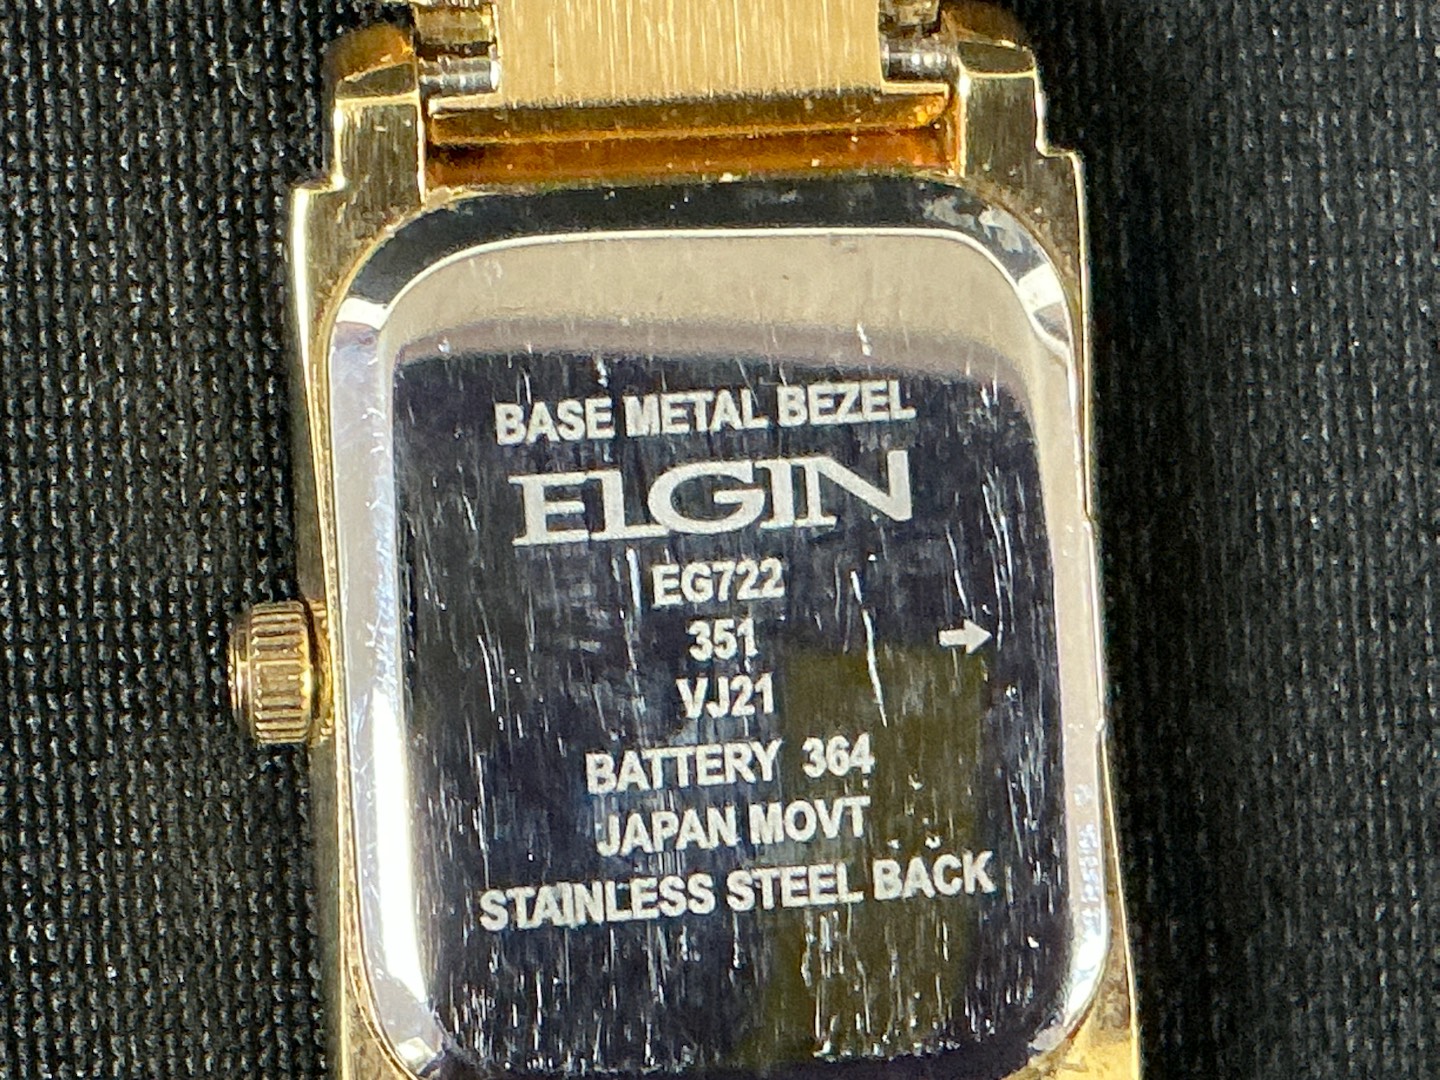 BASE METAL BEZEL
ELGIN
EG722
351
VJ21
BATTERY 364
JAPAN MOVT
STAINLESS STEEL BACK